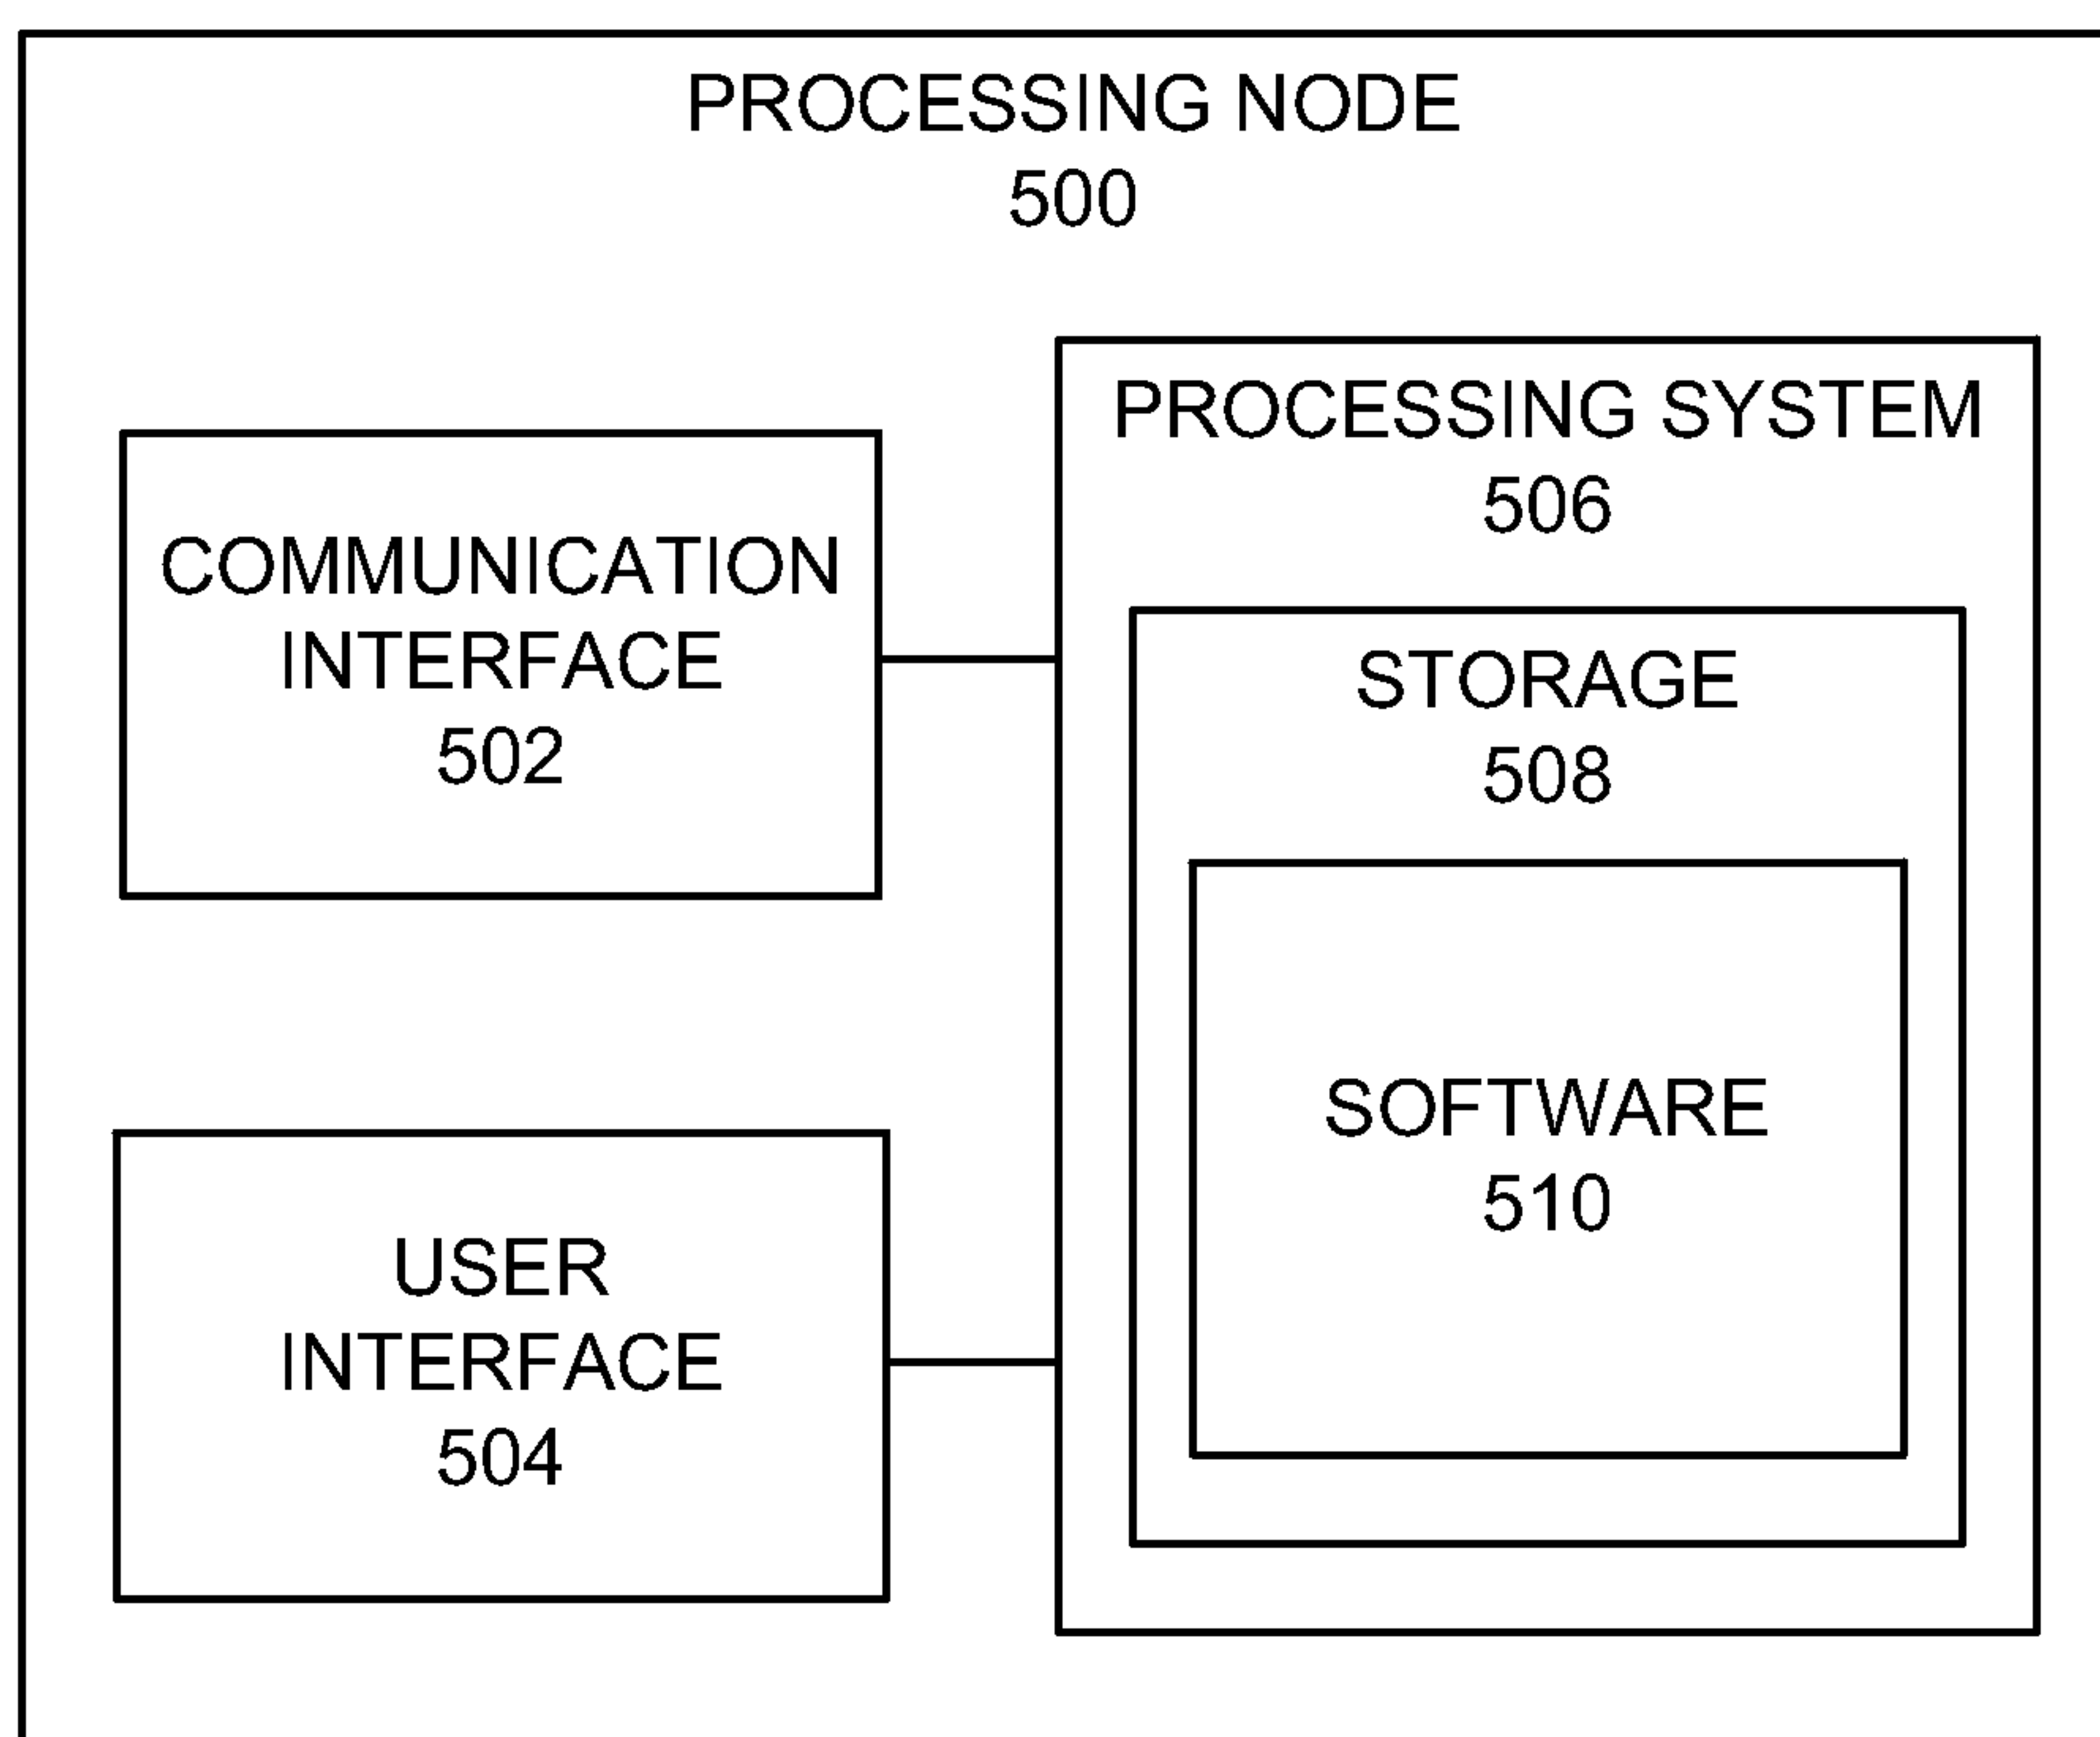 PROCESSING NODE
500
COMMUNICATION
INTERFACE
502
USER
INTERFACE
504
PROCESSING SYSTEM
506
STORAGE
508
SOFTWARE
510